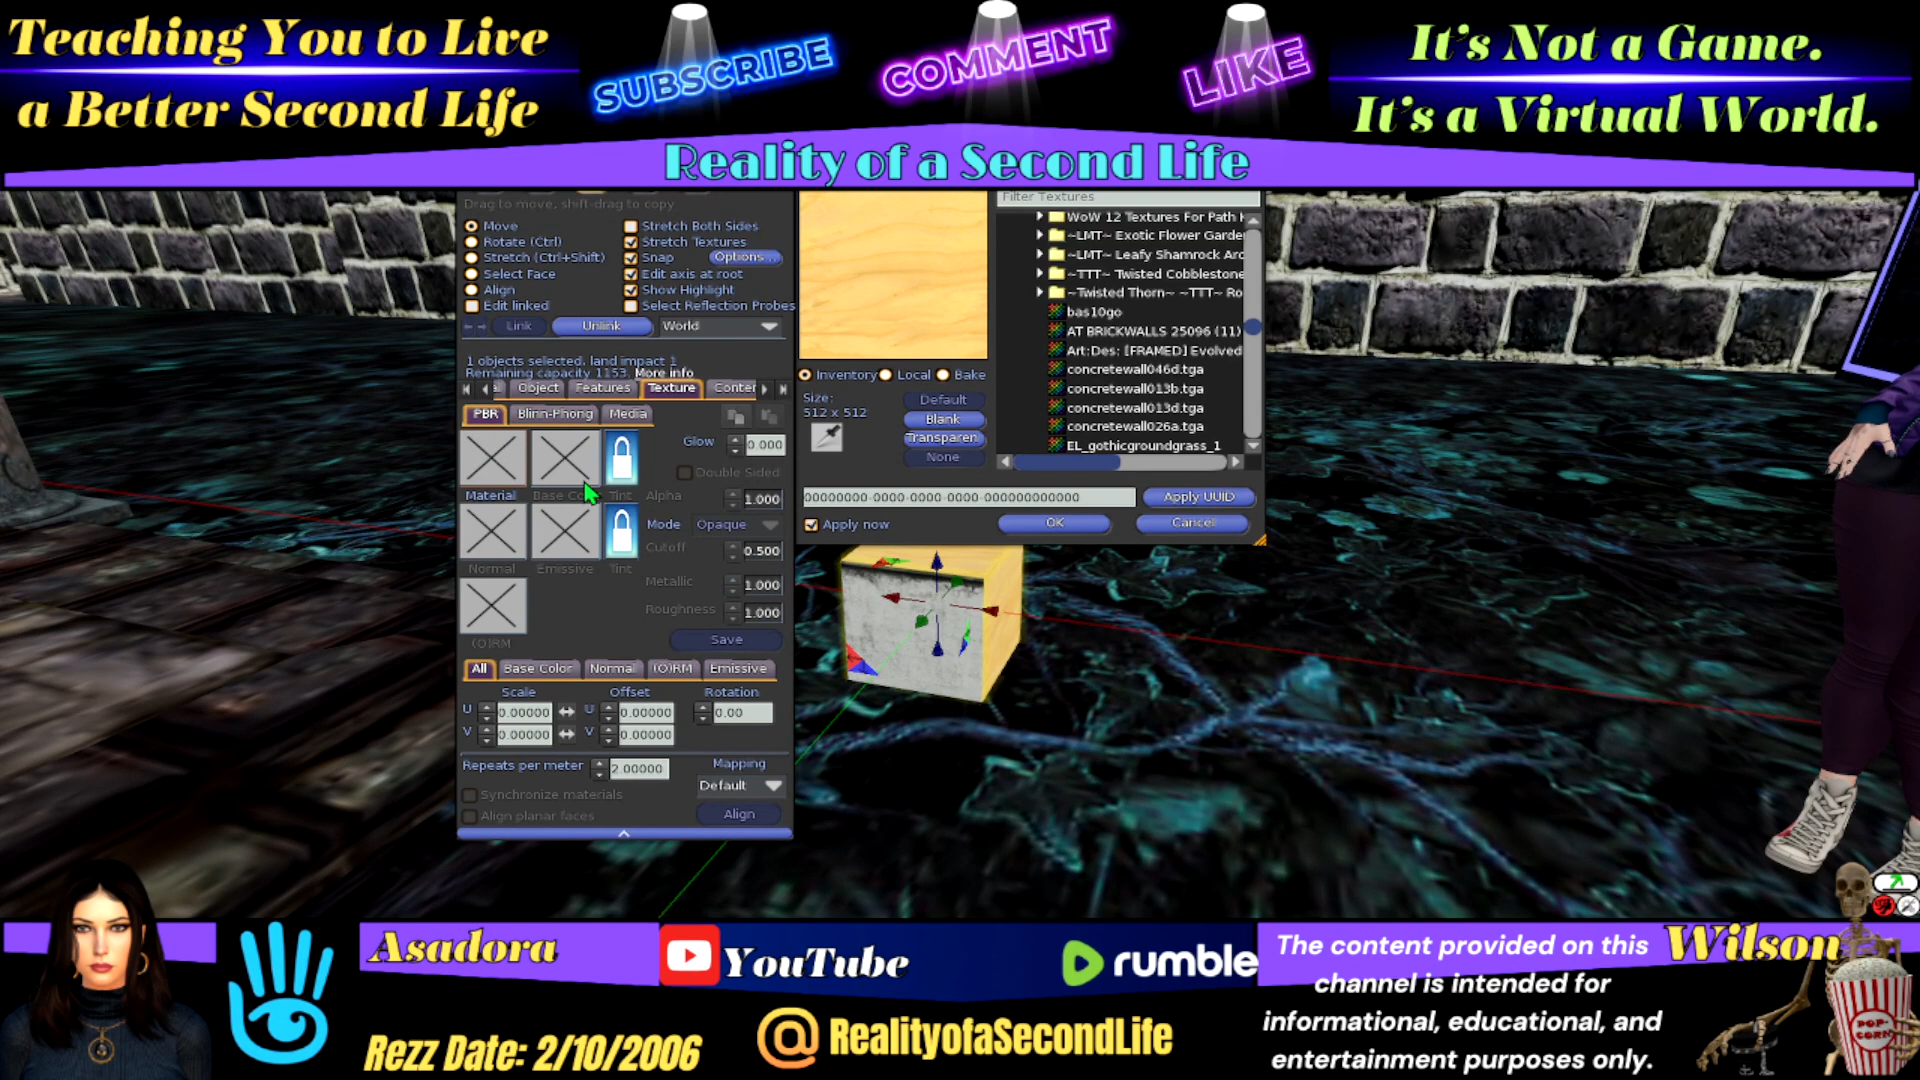 Teaching You to Live
a Better Second Life
SUBSCRIBE
COMMENT
LIKE
It's Not a Game.
It's a Virtual World.
Reality of a Second Life
Drag to move, shift-drag to copy
Move
Rotate (Ctrl)
Stretch (Ctrl+Shift)
Select Face
Align
Edit linked
Stretch Both Sides
Stretch Textures
Snap Options...
Edit axis at root
Show Highlight
Select Reflection Probes
Link Unlink World
1 objects selected, land impact 1
Remaining capacity 1153. More info
Object Features Texture Conter
PBR Blinn-Phong Media
Glow 0.000
Double Sided
Material Tint Alpha 1.000
Mode Opaque
Cutoff 0.500
Normal Emissive Tint
Metallic 1.000
Roughness 1.000
(O)RM
Save
All Base Color Normal (O)RM Emissive
Scale Offset Rotation
U 0.00000 U 0.00000 0.00
V 0.00000 V 0.00000
Repeats per meter 2.00000
Mapping
Default
Synchronize materials
Align planar faces
Align
Filter Textures
WoW 12 Textures For Path
~LMT~ Exotic Flower Garde
~LMT~ Leafy Shamrock Arc
~TTT~ Twisted Cobblestone
~Twisted Thorn~ ~TTT~ Ro
bas10go
AT BRICKWALLS 25096 (11)
Art:Des: [FRAMED] Evolved
concretewall046d.tga
concretewall013b.tga
concretewall013d.tga
concretewall026a.tga
EL_gothicgroundgrass_1
Inventory Local Bake
Size:
512 x 512
Default
Blank
Transparen
None
00000000-0000-0000-0000-000000000000 Apply UUID
Apply now OK Cancel
Asadora
Rezz Date: 2/10/2006
YouTube
rumble
@RealityofaSecondLife
The content provided on this
channel is intended for
informational, educational, and
entertainment purposes only.
Wilson
POP-
CORN